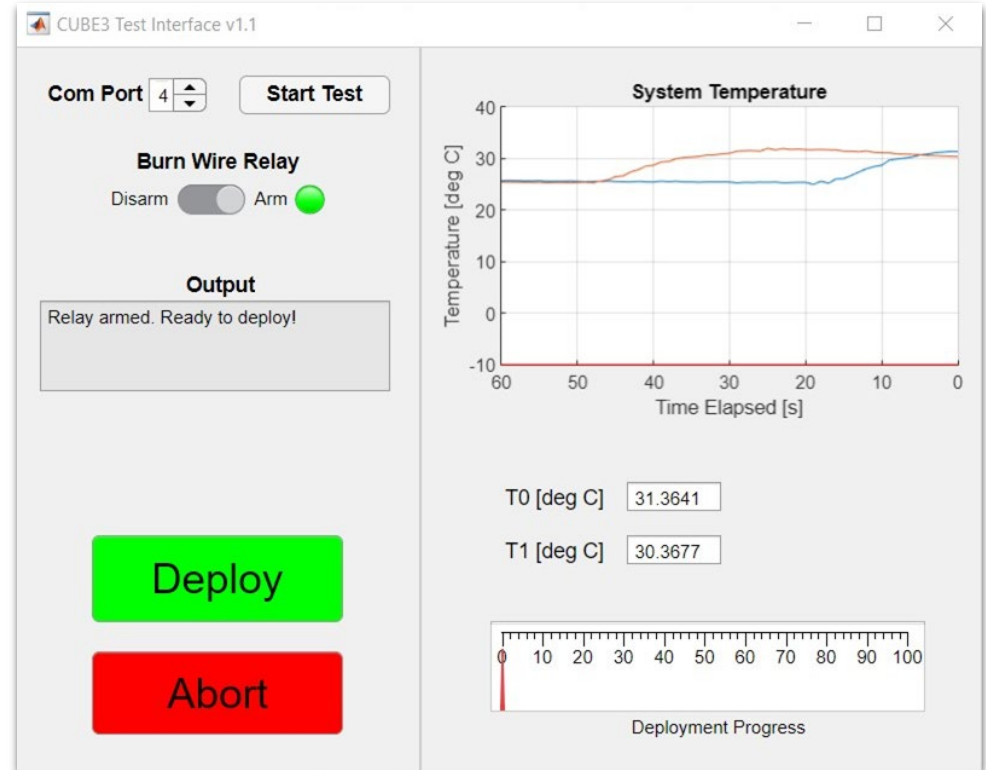 CUBE3 Test Interface v1.1
Com Port 4 Start Test
Burn Wire Relay
Disarm Arm
Output
Relay armed. Ready to deploy!
Deploy
Abort
System Temperature
Temperature [deg C]
40
30
20
10
0
-10
60 50 40 30 20 10 0
Time Elapsed [s]
T0 [deg C] 31.3641
T1 [deg C] 30.3677
0 10 20 30 40 50 60 70 80 90 100
Deployment Progress